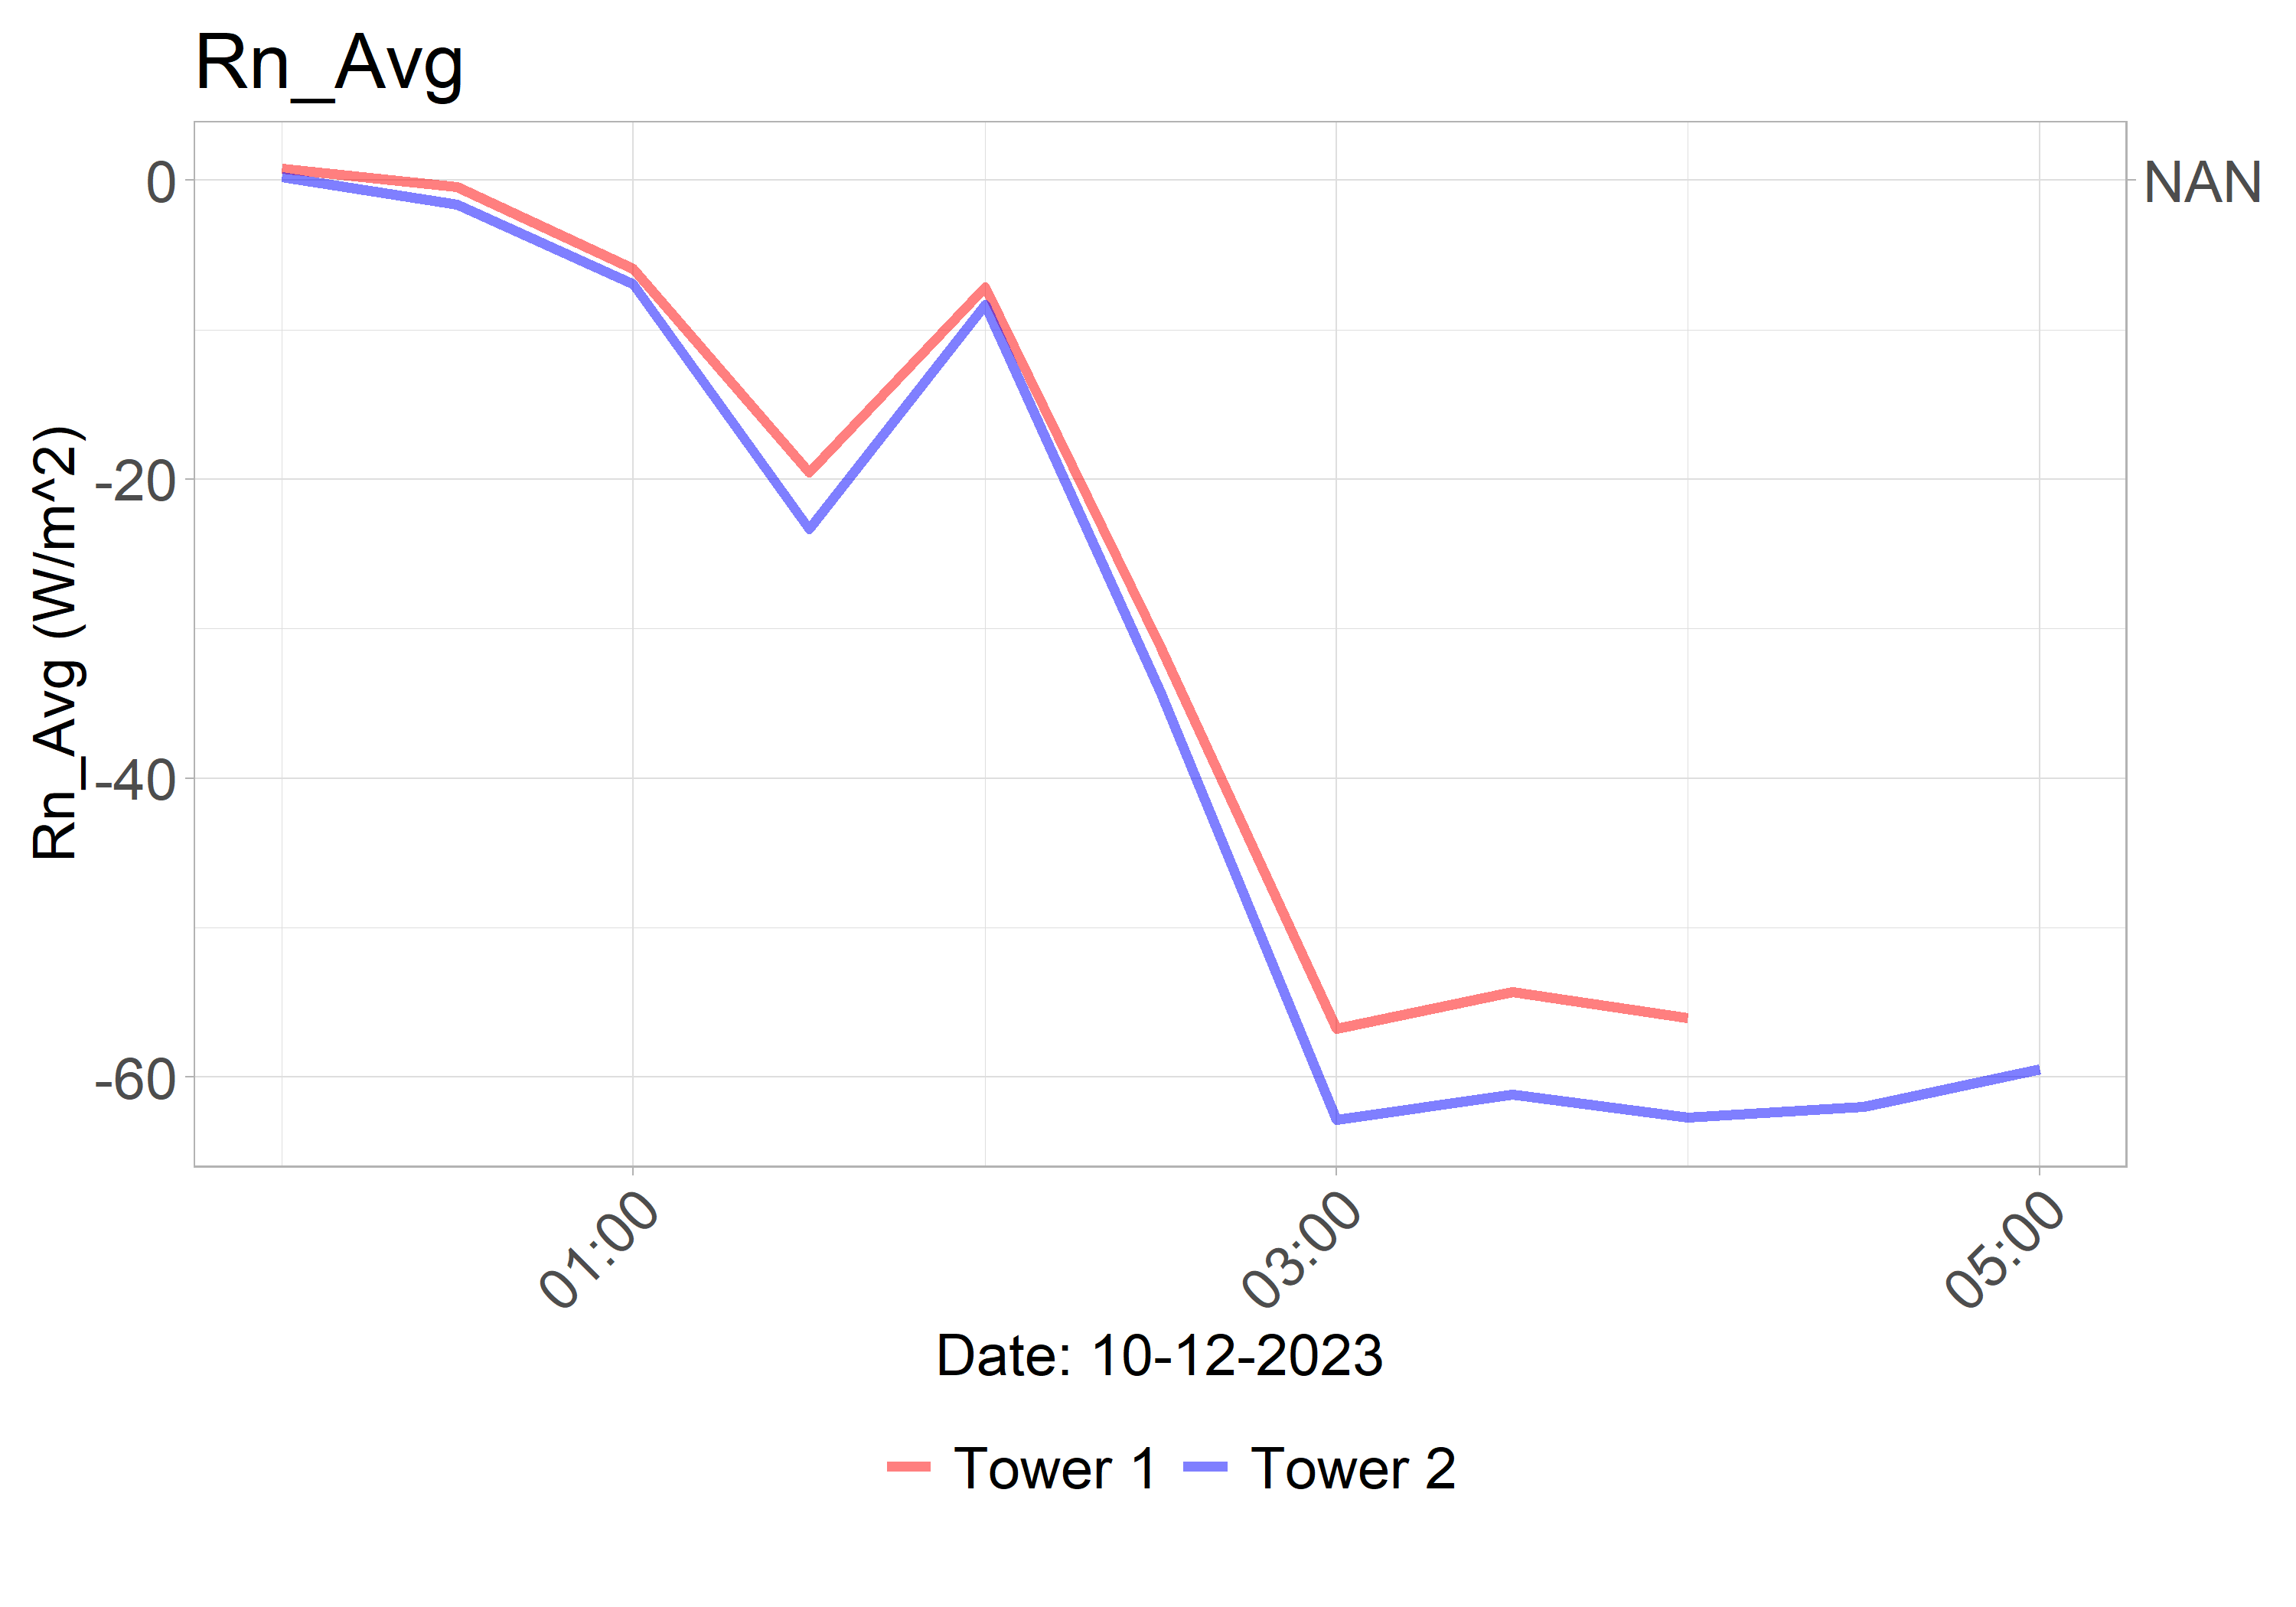 Rn_Avg
Rn_Avg (W/m^2)
0
-20
-40
-60
NAN
01:00
03:00
05:00
Date: 10-12-2023
Tower 1
Tower 2